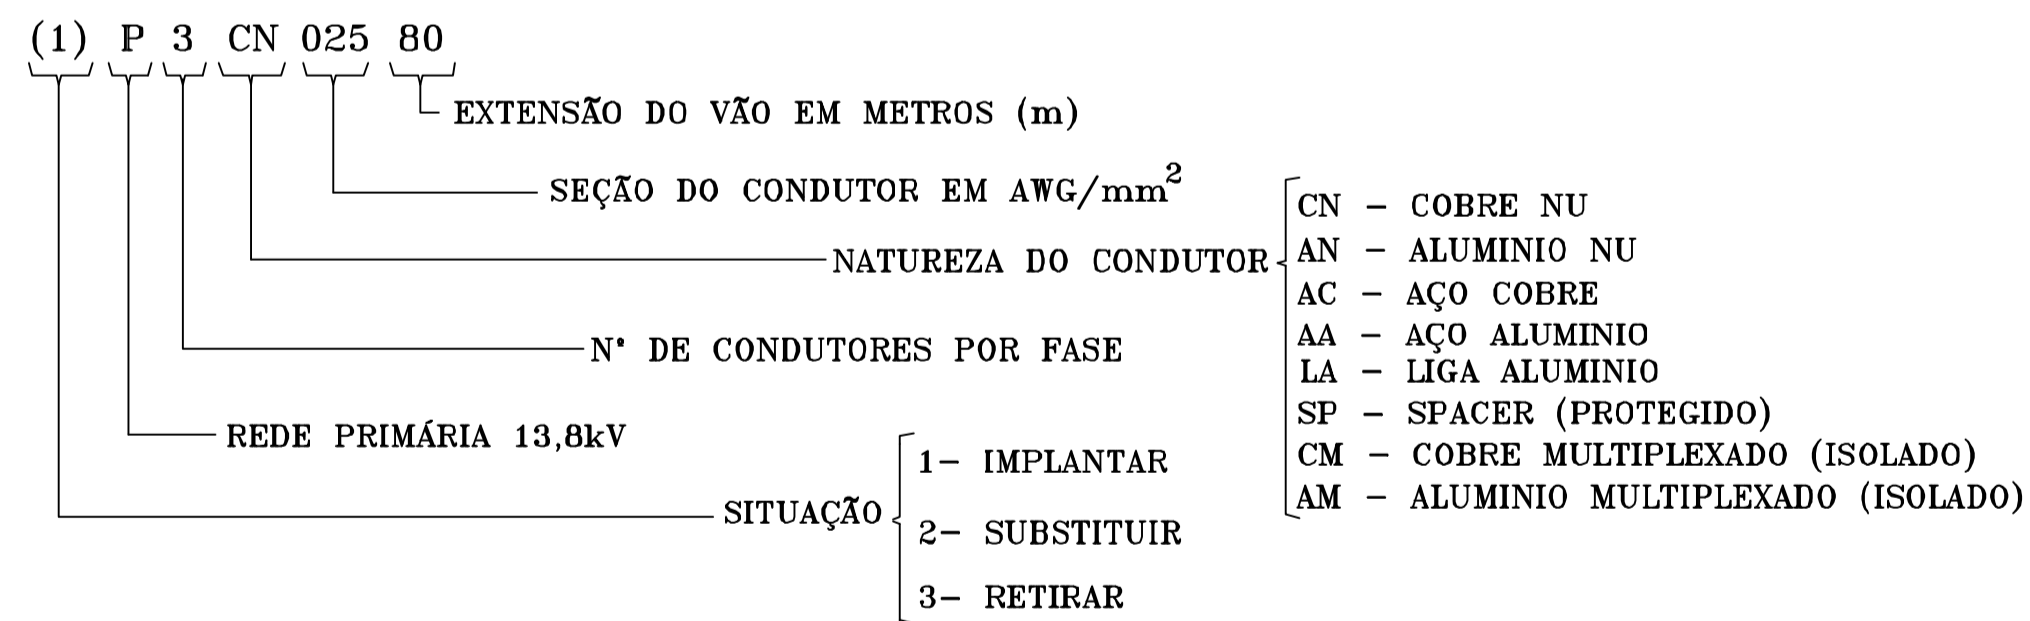 (1) P 3 CN 025 80
EXTENSÃO DO VÃO EM METROS (m)
SEÇÃO DO CONDUTOR EM AWG/mm²
NATUREZA DO CONDUTOR
CN - COBRE NU
AN - ALUMINIO NU
AC - AÇO COBRE
AA - AÇO ALUMINIO
LA - LIGA ALUMINIO
SP - SPACER (PROTEGIDO)
CM - COBRE MULTIPLEXADO (ISOLADO)
AM - ALUMINIO MULTIPLEXADO (ISOLADO)
Nº DE CONDUTORES POR FASE
REDE PRIMÁRIA 13,8kV
SITUAÇÃO
1- IMPLANTAR
2- SUBSTITUIR
3- RETIRAR